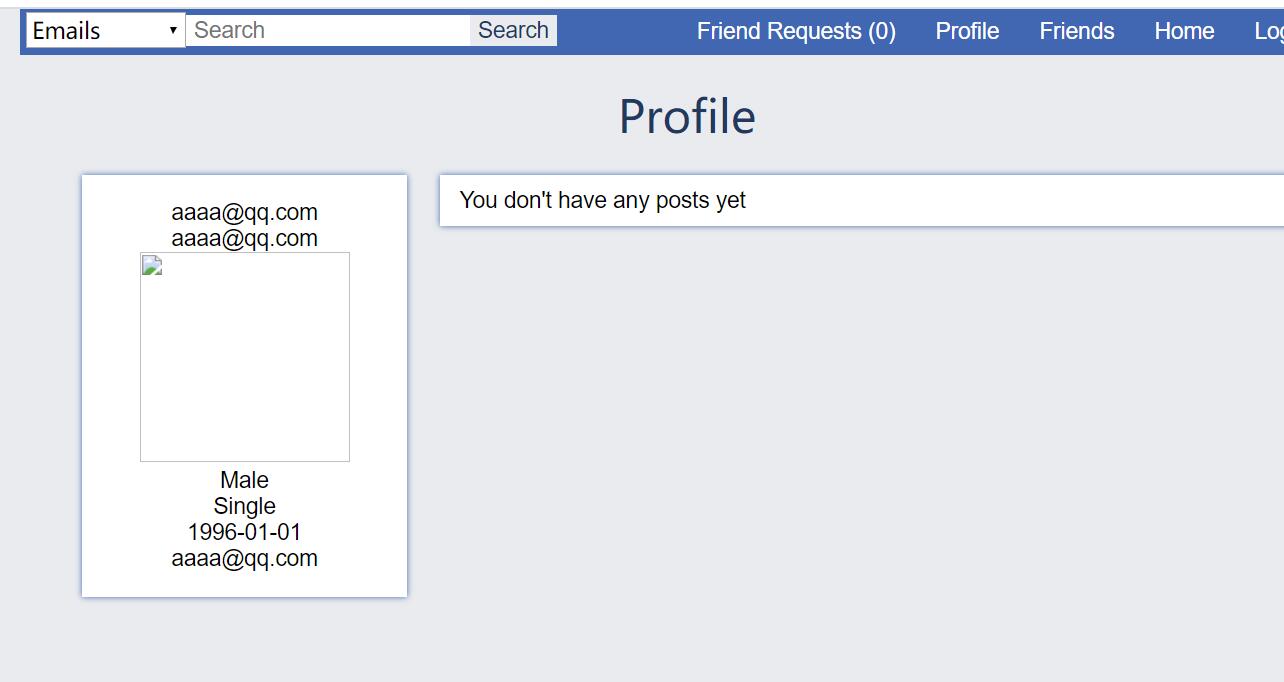 Emails Search Search Friend Requests (0) Profile Friends Home
Profile
aaaa@qq.com
aaaa@qq.com
Male
Single
1996-01-01
aaaa@qq.com
You don't have any posts yet